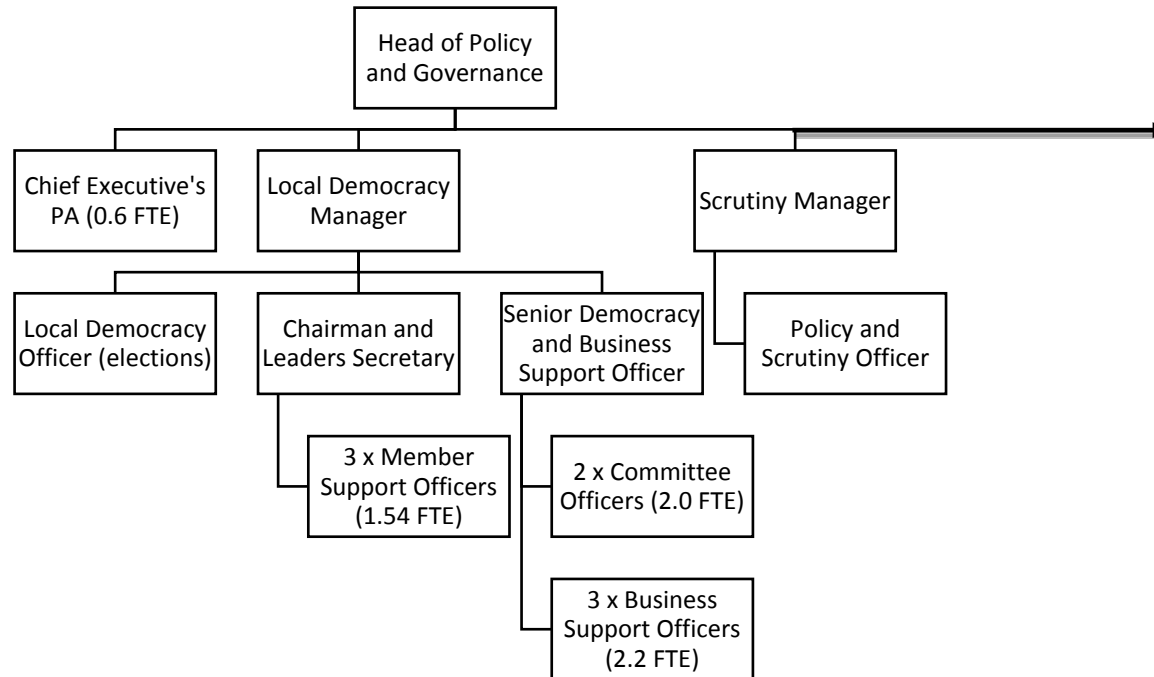 Head of Policy
and Governance
Chief Executive's
PA (0.6 FTE)
Local Democracy
Manager
Scrutiny Manager
Local Democracy
Officer (elections)
Chairman and
Leaders Secretary
Senior Democracy
and Business
Support Officer
Policy and
Scrutiny Officer
3 x Member
Support Officers
(1.54 FTE)
2 x Committee
Officers (2.0 FTE)
3 x Business
Support Officers
(2.2 FTE)